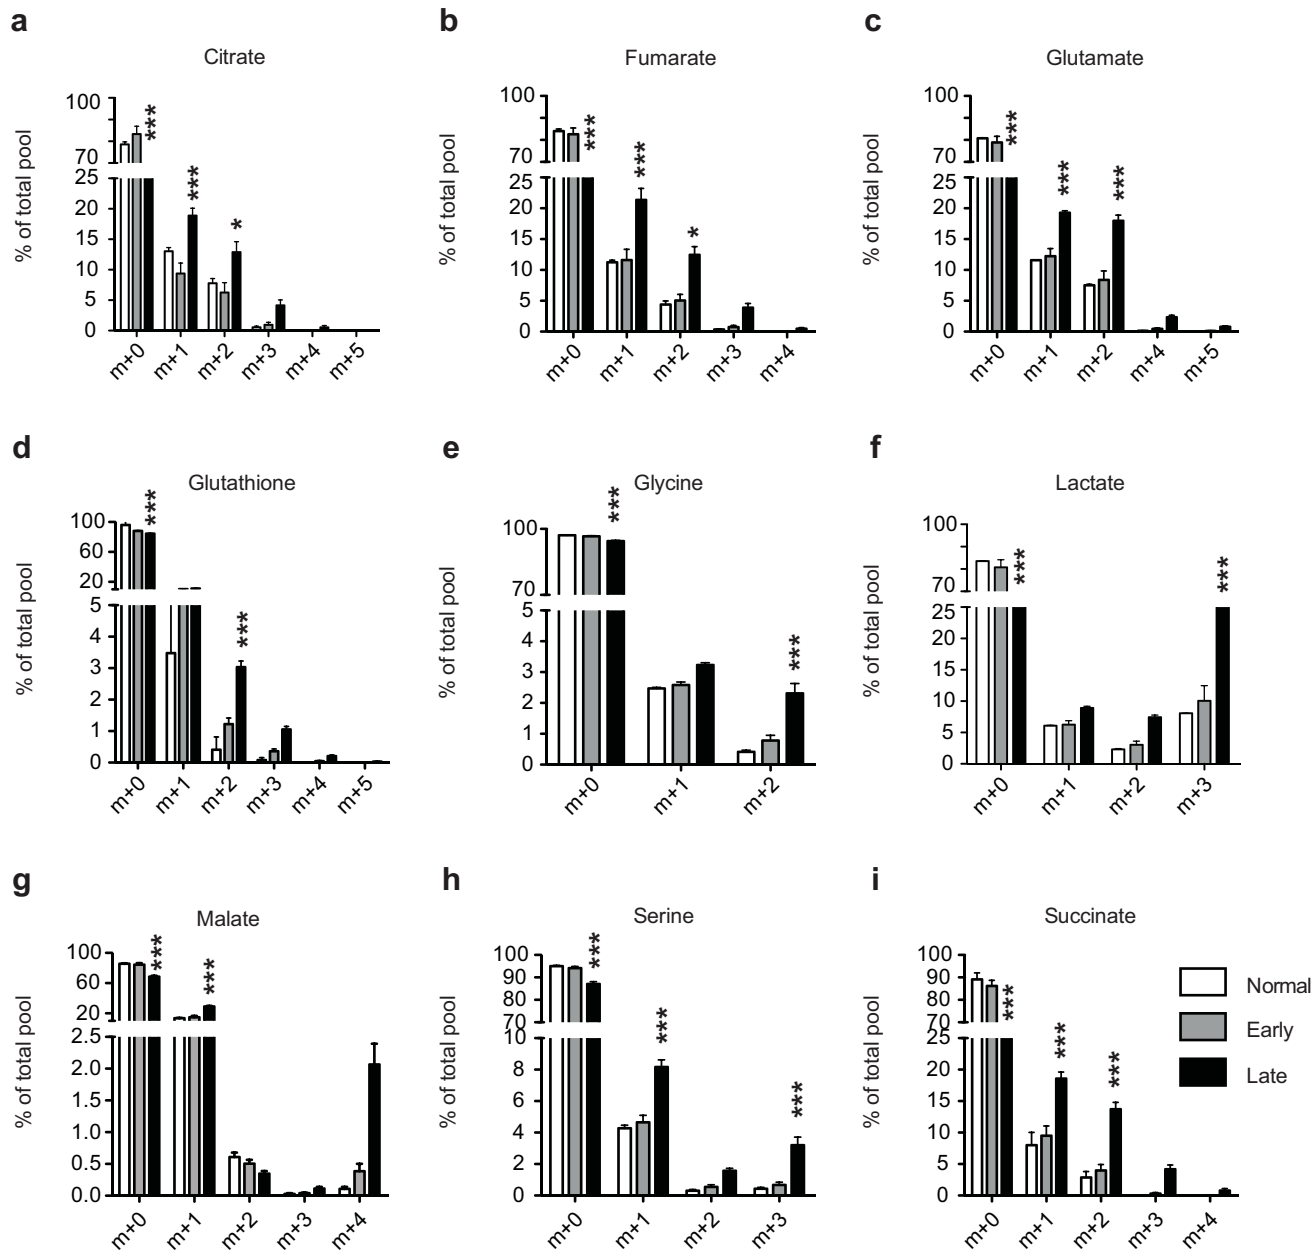 a
Citrate
% of total pool
100
70
25
20
15
10
5
0
***
***
*
m+0
m+1
m+2
m+3
m+4
m+5
b
Fumarate
% of total pool
100
70
25
20
15
10
5
0
***
***
*
m+0
m+1
m+2
m+3
m+4
c
Glutamate
% of total pool
100
70
25
20
15
10
5
0
***
***
***
m+0
m+1
m+2
m+4
m+5
d
Glutathione
% of total pool
100
60
20
5
4
3
2
1
0
***
***
m+0
m+1
m+2
m+3
m+4
m+5
e
Glycine
% of total pool
100
70
5
4
3
2
1
0
***
***
m+0
m+1
m+2
f
Lactate
% of total pool
100
70
25
20
15
10
5
0
***
***
m+0
m+1
m+2
m+3
g
Malate
% of total pool
100
60
20
2.5
2.0
1.5
1.0
0.5
0.0
***
***
m+0
m+1
m+2
m+3
m+4
h
Serine
% of total pool
100
90
80
70
10
8
6
4
2
0
***
***
***
m+0
m+1
m+2
m+3
i
Succinate
% of total pool
100
90
80
70
25
20
15
10
5
0
***
***
***
m+0
m+1
m+2
m+3
m+4
Normal
Early
Late